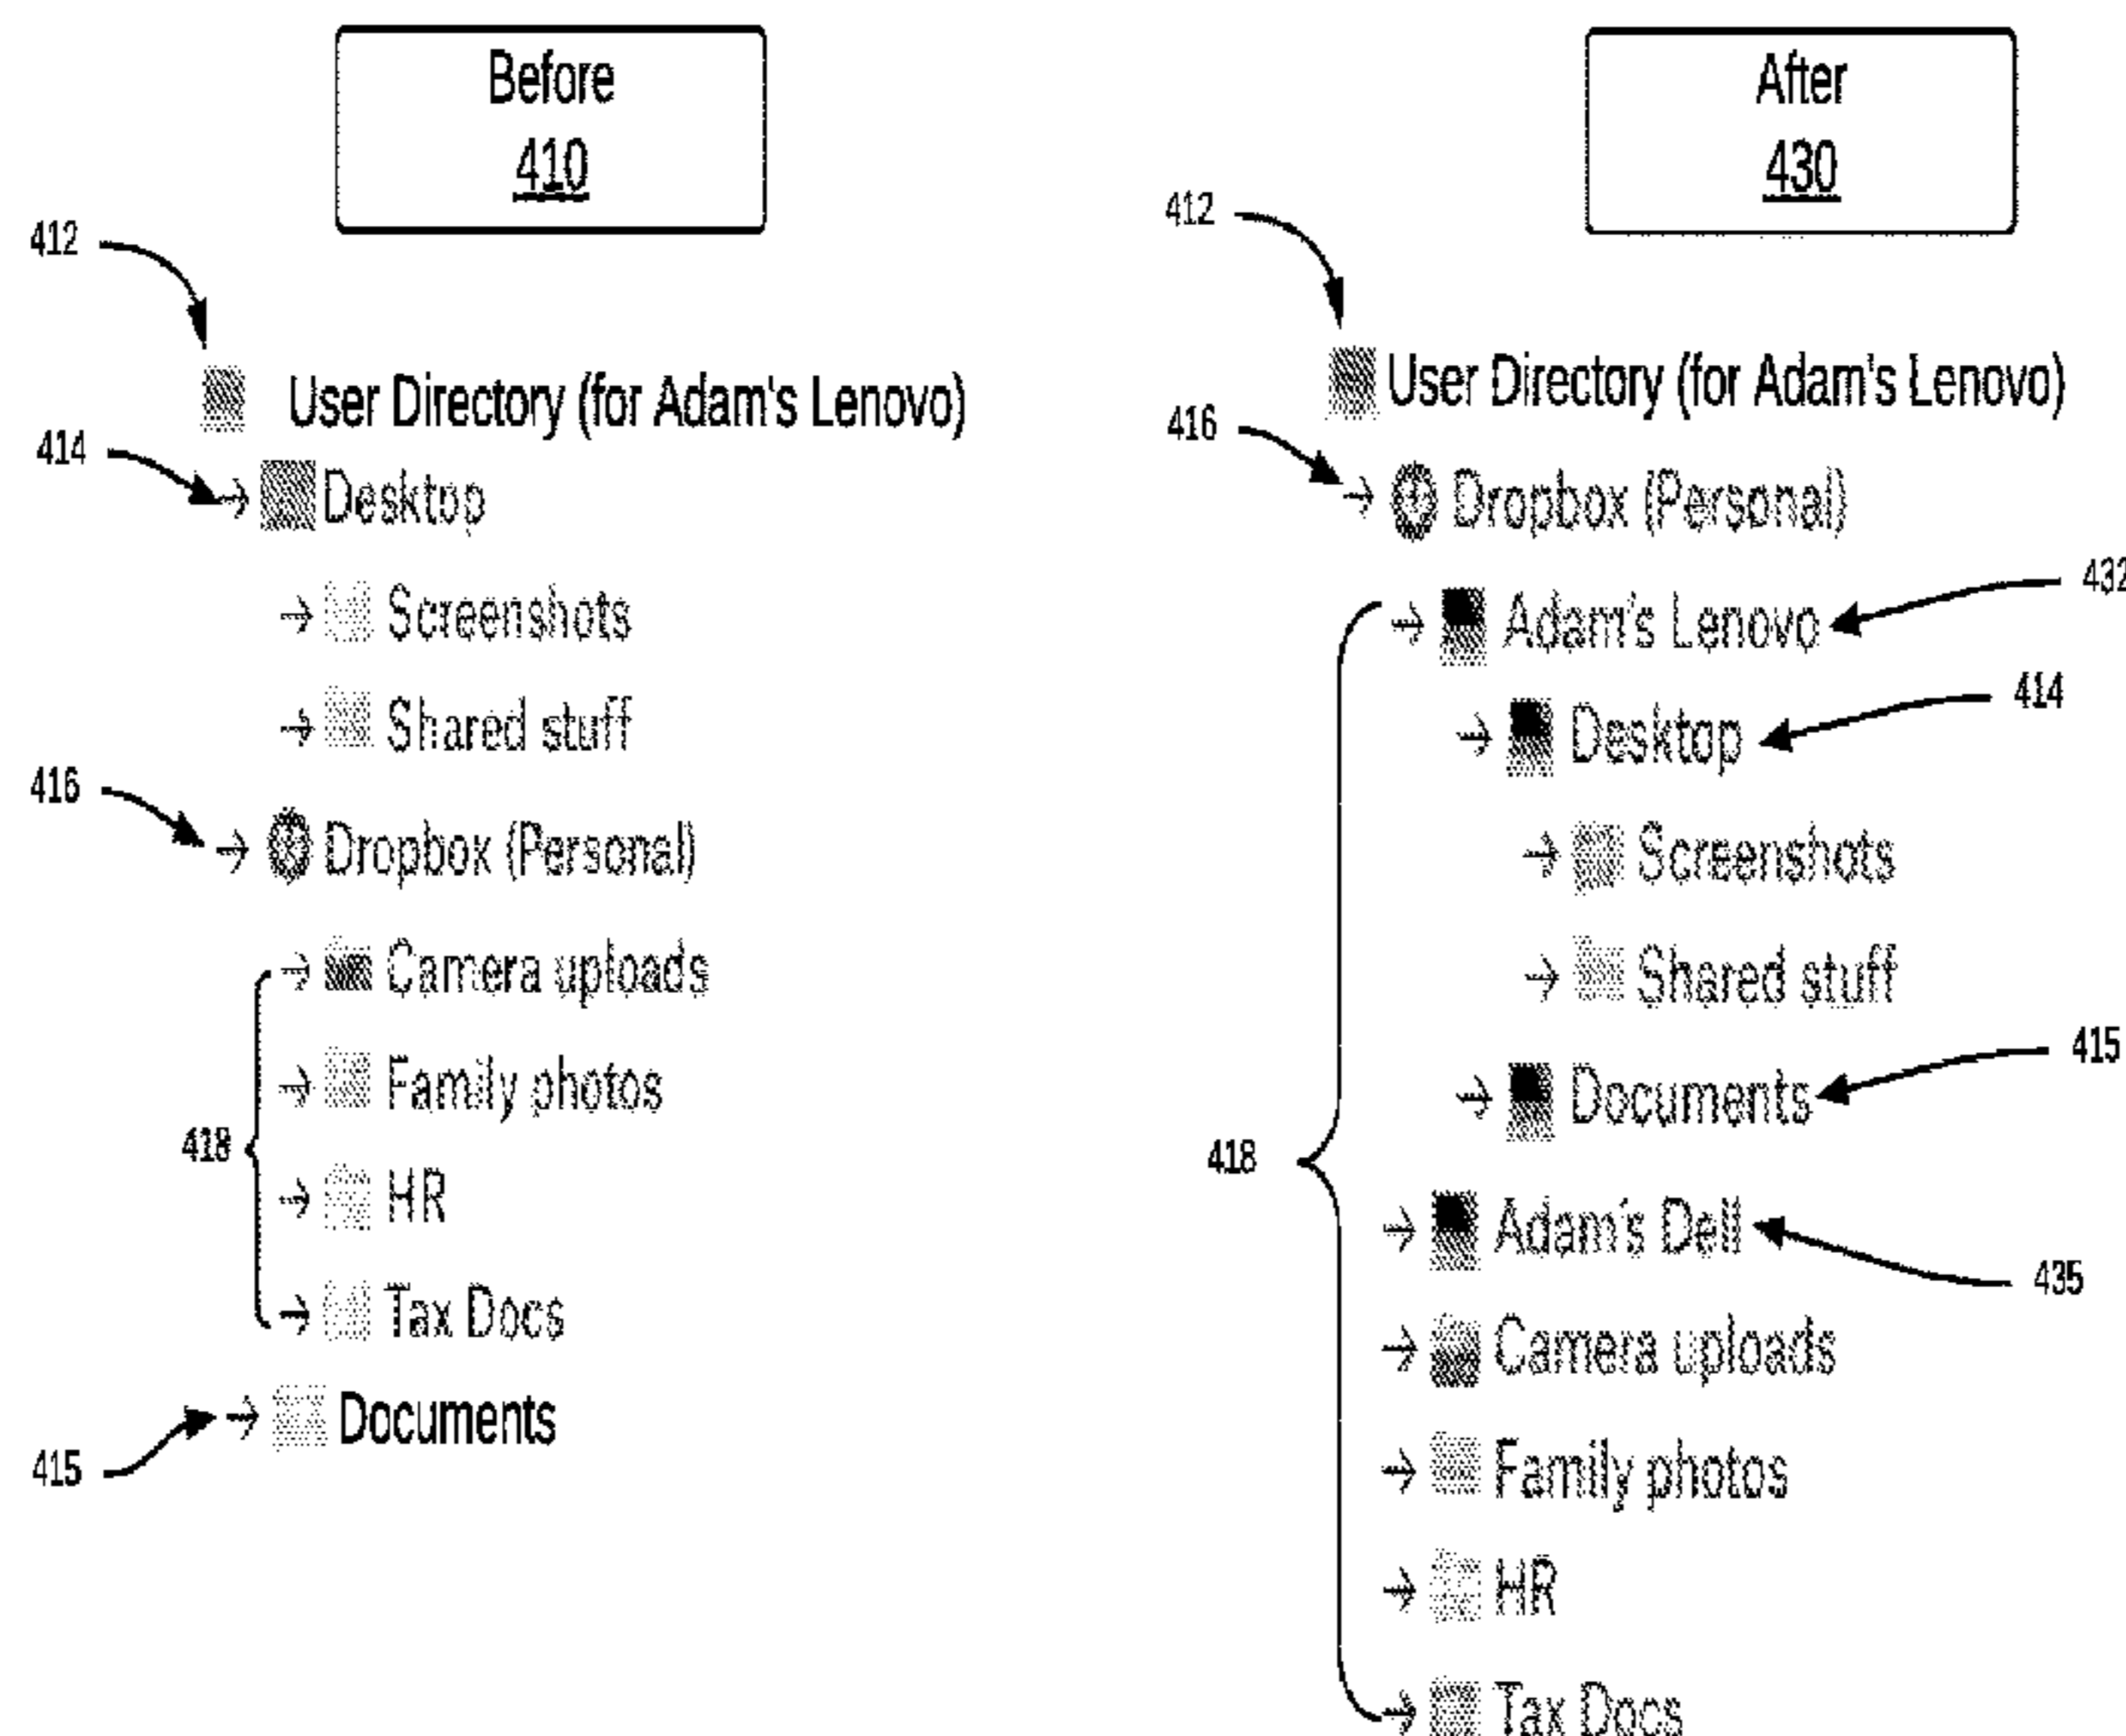 Before
410
412
User Directory (for Adam's Lenovo)
414
Desktop
Screenshots
Shared stuff
416
Dropbox (Personal)
Camera uploads
Family photos
418
HR
Tax Docs
Documents
415
After
430
412
User Directory (for Adam's Lenovo)
416
Dropbox (Personal)
432
Adam's Lenovo
414
Desktop
Screenshots
Shared stuff
415
Documents
418
Adam's Dell
435
Camera uploads
Family photos
HR
Tax Docs